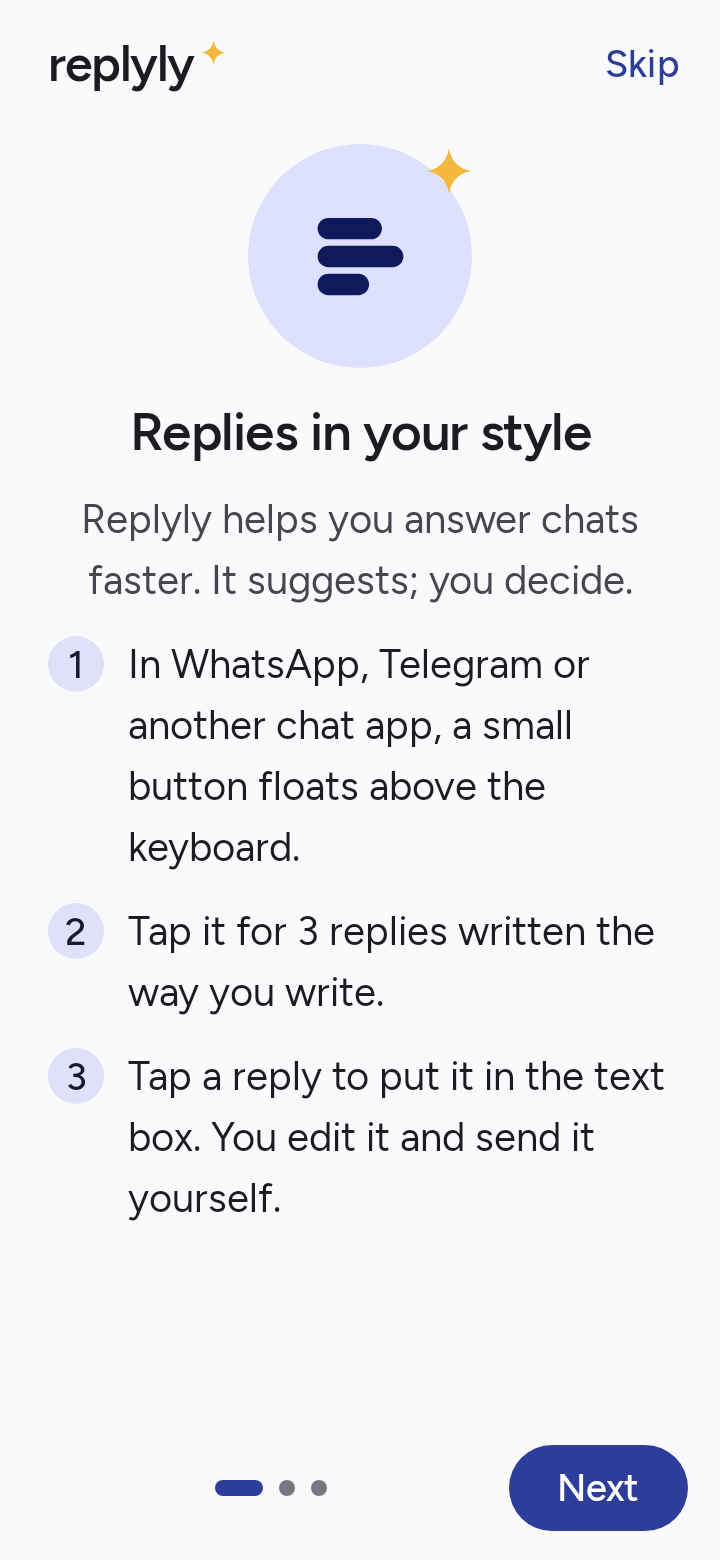 replyly
Skip
Replies in your style
Replyly helps you answer chats
faster. It suggests; you decide.
1
In WhatsApp, Telegram or
another chat app, a small
button floats above the
keyboard.
2
Tap it for 3 replies written the
way you write.
3
Tap a reply to put it in the text
box. You edit it and send it
yourself.
Next